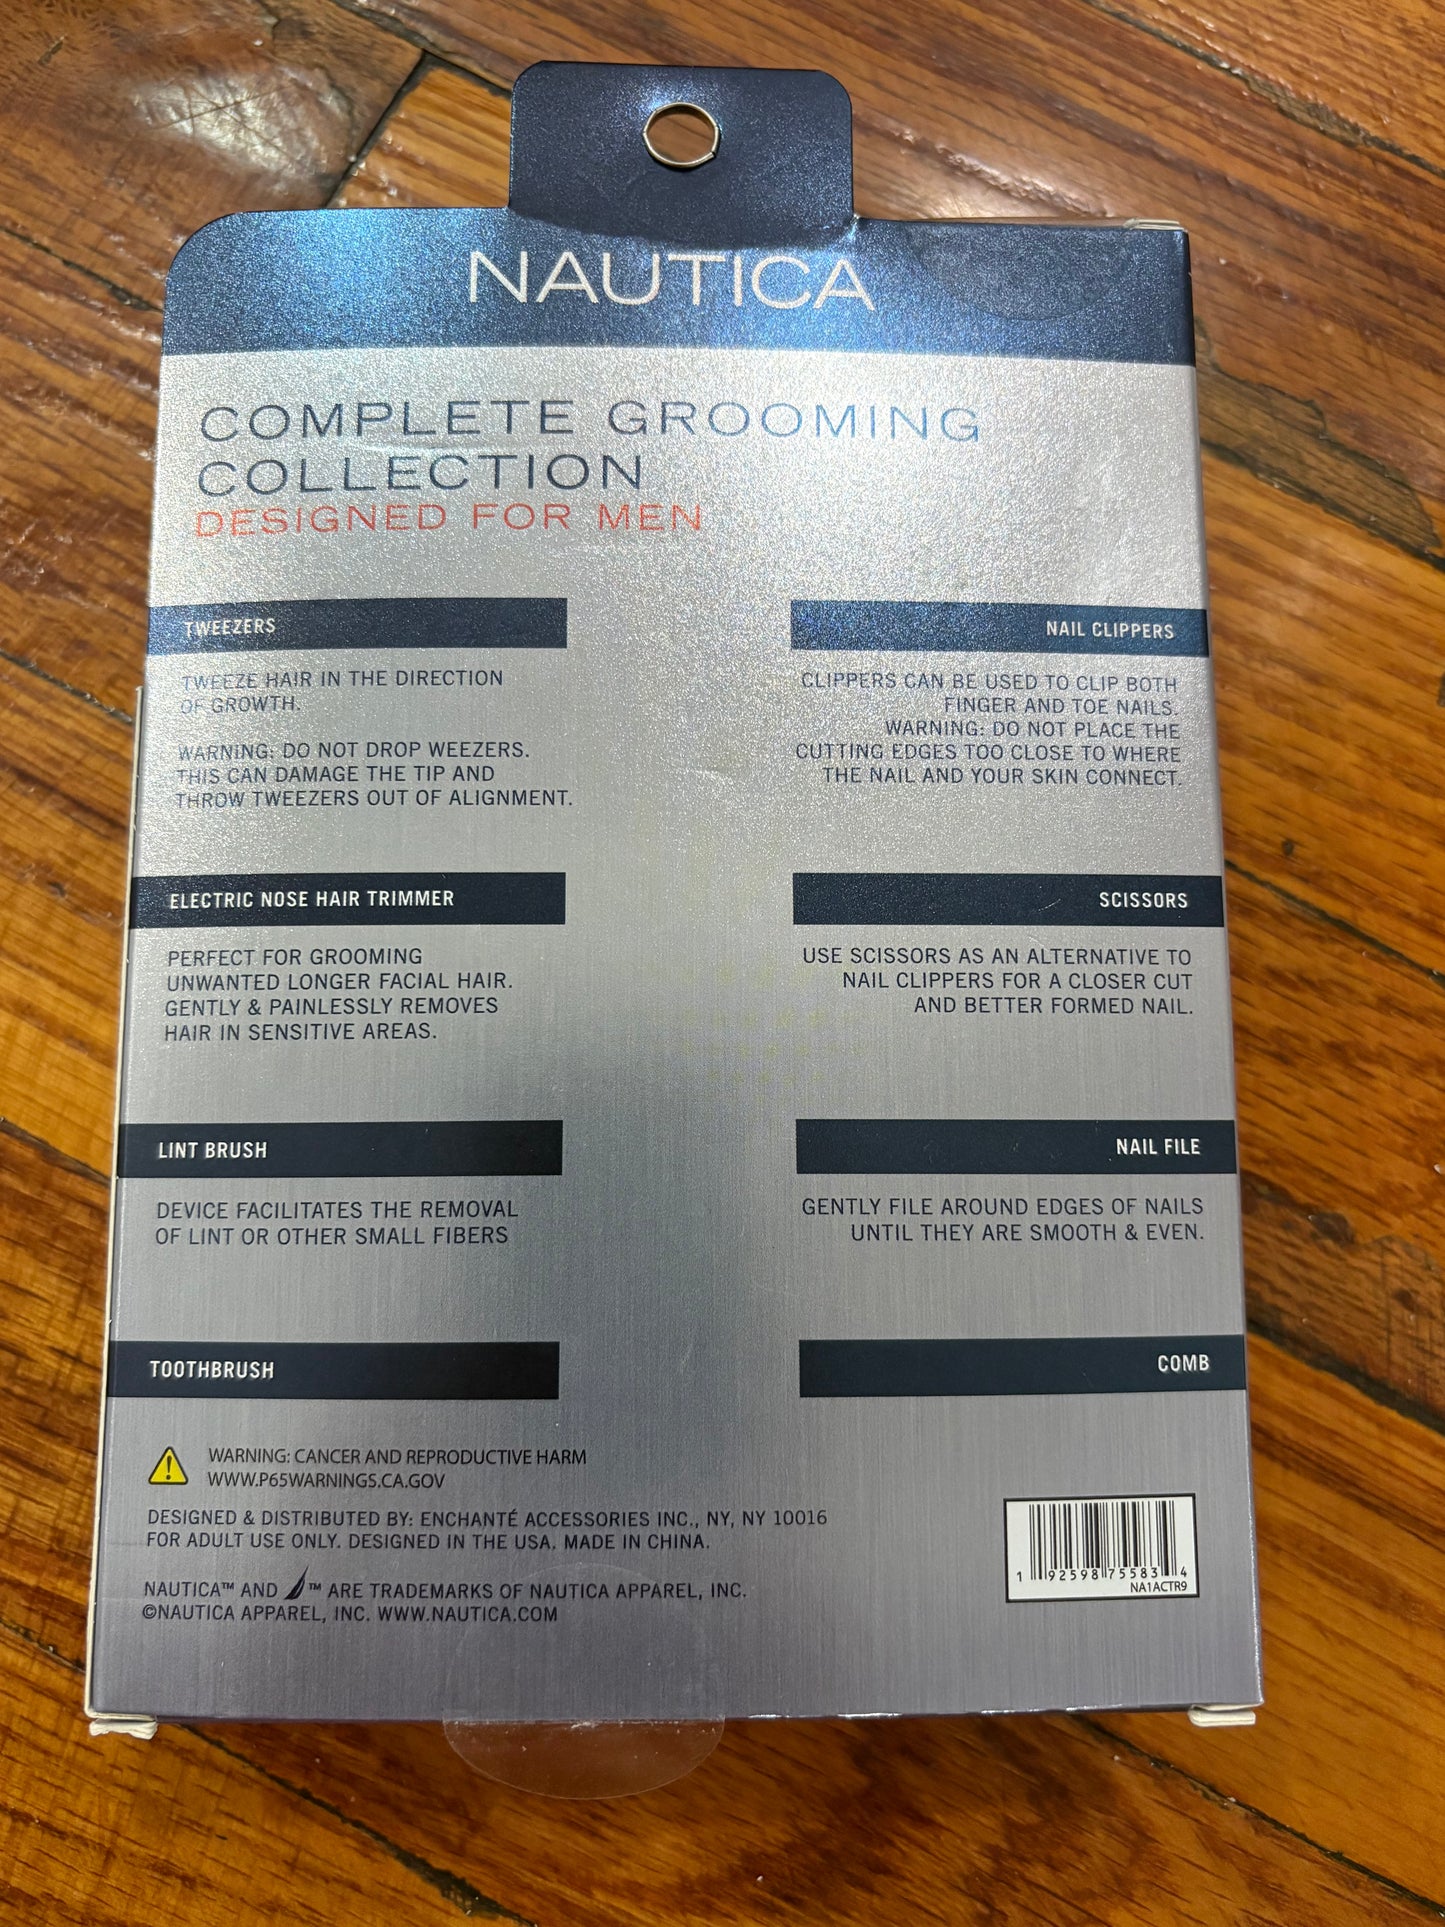 NAUTICA
COMPLETE GROOMING
COLLECTION
DESIGNED FOR MEN
TWEEZERS
TWEEZE HAIR IN THE DIRECTION
OF GROWTH.
WARNING: DO NOT DROP WEEZERS.
THIS CAN DAMAGE THE TIP AND
THROW TWEEZERS OUT OF ALIGNMENT.
NAIL CLIPPERS
CLIPPERS CAN BE USED TO CLIP BOTH
FINGER AND TOE NAILS.
WARNING: DO NOT PLACE THE
CUTTING EDGES TOO CLOSE TO WHERE
THE NAIL AND YOUR SKIN CONNECT.
ELECTRIC NOSE HAIR TRIMMER
PERFECT FOR GROOMING
UNWANTED LONGER FACIAL HAIR.
GENTLY & PAINLESSLY REMOVES
HAIR IN SENSITIVE AREAS.
SCISSORS
USE SCISSORS AS AN ALTERNATIVE TO
NAIL CLIPPERS FOR A CLOSER CUT
AND BETTER FORMED NAIL.
LINT BRUSH
DEVICE FACILITATES THE REMOVAL
OF LINT OR OTHER SMALL FIBERS
NAIL FILE
GENTLY FILE AROUND EDGES OF NAILS
UNTIL THEY ARE SMOOTH & EVEN.
TOOTHBRUSH
COMB
WARNING: CANCER AND REPRODUCTIVE HARM
WWW.P65WARNINGS.CA.GOV
DESIGNED & DISTRIBUTED BY: ENCHANTÉ ACCESSORIES INC., NY, NY 10016
FOR ADULT USE ONLY. DESIGNED IN THE USA. MADE IN CHINA.
NAUTICA™ AND ™ ARE TRADEMARKS OF NAUTICA APPAREL, INC.
©NAUTICA APPAREL, INC. WWW.NAUTICA.COM
1 92598 75583 4
NA1ACTR9